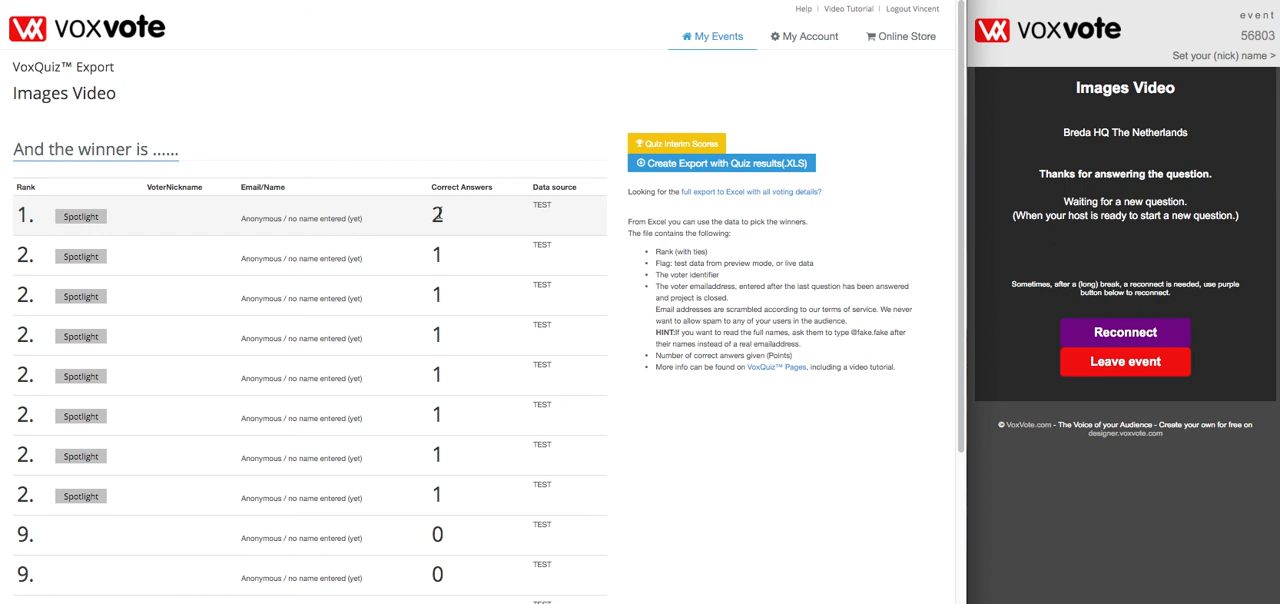 voxvote
Help | Video Tutorial | Logout Vincent
My Events
My Account
Online Store
VoxQuiz™ Export
Images Video
And the winner is ......
Rank VoterNickname Email/Name Correct Answers Data source
1. Spotlight Anonymous / no name entered (yet) 2 TEST
2. Spotlight Anonymous / no name entered (yet) 1 TEST
2. Spotlight Anonymous / no name entered (yet) 1 TEST
2. Spotlight Anonymous / no name entered (yet) 1 TEST
2. Spotlight Anonymous / no name entered (yet) 1 TEST
2. Spotlight Anonymous / no name entered (yet) 1 TEST
2. Spotlight Anonymous / no name entered (yet) 1 TEST
2. Spotlight Anonymous / no name entered (yet) 1 TEST
9. Anonymous / no name entered (yet) 0 TEST
9. Anonymous / no name entered (yet) 0 TEST
TEST
Quiz Interim Scores
Create Export with Quiz results(.XLS)
Looking for the full export to Excel with all voting details?
From Excel you can use the data to pick the winners.
The file contains the following:
• Rank (with ties)
• Flag: test data from preview mode, or live data
• The voter identifier
• The voter emailaddress, entered after the last question has been answered
and project is closed.
Email addresses are scrambled according to our terms of service. We never
want to allow spam to any of your users in the audience.
HINT:If you want to read the full names, ask them to type @fake.fake after
their names instead of a real emailaddress.
• Number of correct anwers given (Points)
• More info can be found on VoxQuiz™ Pages, including a video tutorial.
voxvote
event
56803
Set your (nick) name >
Images Video
Breda HQ The Netherlands
Thanks for answering the question.
Waiting for a new question.
(When your host is ready to start a new question.)
Sometimes, after a (long) break, a reconnect is needed, use purple
button below to reconnect.
Reconnect
Leave event
© VoxVote.com - The Voice of your Audience - Create your own for free on
designer.voxvote.com